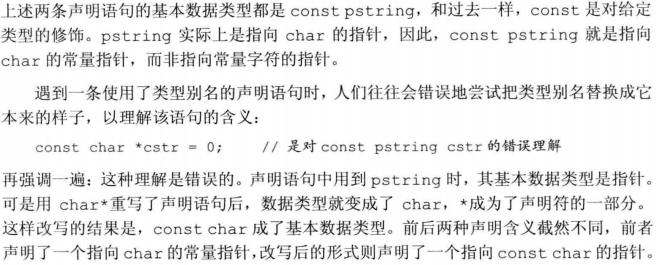 上述两条声明语句的基本数据类型都是 const pstring，和过去一样，const 是对给定
类型的修饰。pstring 实际上是指向 char 的指针，因此，const pstring 就是指向
char 的常量指针，而非指向常量字符的指针。
遇到一条使用了类型别名的声明语句时，人们往往会错误地尝试把类型别名替换成它
本来的样子，以理解该语句的含义：
const char *cstr = 0; // 是对 const pstring cstr 的错误理解
再强调一遍：这种理解是错误的。声明语句中用到 pstring 时，其基本数据类型是指针。
可是用 char*重写了声明语句后，数据类型就变成了 char，*成为了声明符的一部分。
这样改写的结果是，const char 成了基本数据类型。前后两种声明含义截然不同，前者
声明了一个指向 char 的常量指针，改写后的形式则声明了一个指向 const char 的指针。